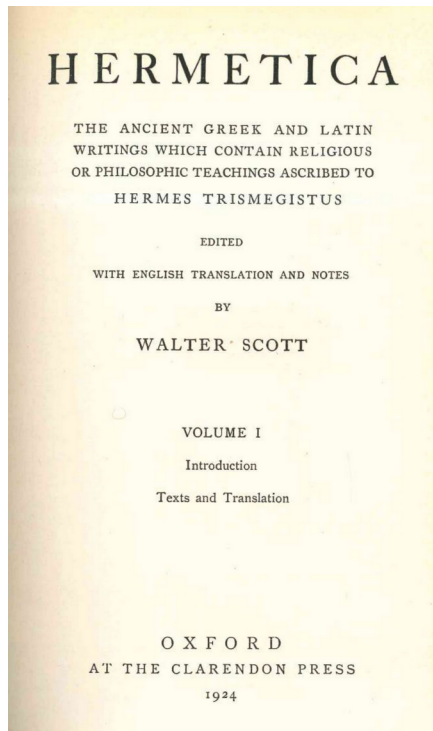 HERMETICA
THE ANCIENT GREEK AND LATIN
WRITINGS WHICH CONTAIN RELIGIOUS
OR PHILOSOPHIC TEACHINGS ASCRIBED TO
HERMES TRISMEGISTUS
EDITED
WITH ENGLISH TRANSLATION AND NOTES
BY
WALTER SCOTT
VOLUME I
Introduction
Texts and Translation
OXFORD
AT THE CLARENDON PRESS
1924